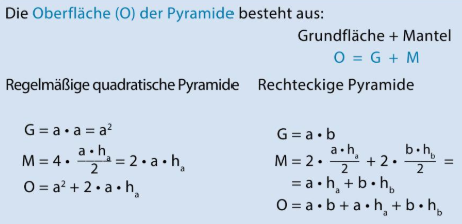 Die Oberfläche (O) der Pyramide besteht aus:
Grundfläche + Mantel
O = G + M
Regelmäßige quadratische Pyramide
G = a • a = a²
M = 4 • a • hₐ / 2 = 2 • a • hₐ
O = a² + 2 • a • hₐ
Rechteckige Pyramide
G = a • b
M = 2 • a • hₐ / 2 + 2 • b • h_b / 2 =
= a • hₐ + b • h_b
O = a • b + a • hₐ + b • h_b